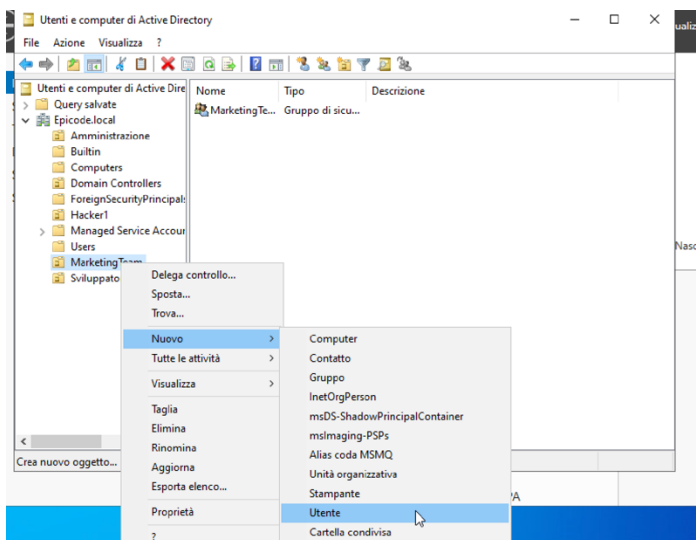 Utenti e computer di Active Directory
File Azione Visualizza ?
Utenti e computer di Active Dire
Query salvate
Epicode.local
Amministrazione
Builtin
Computers
Domain Controllers
ForeignSecurityPrincipals
Hacker1
Managed Service Accour
Users
MarketingTeam
Sviluppato
Nome Tipo Descrizione
MarketingTe... Gruppo di sicu...
Delega controllo...
Sposta...
Trova...
Nuovo
Tutte le attività
Visualizza
Taglia
Elimina
Rinomina
Aggiorna
Esporta elenco...
Proprietà
?
Computer
Contatto
Gruppo
InetOrgPerson
msDS-ShadowPrincipalContainer
msImaging-PSPs
Alias coda MSMQ
Unità organizzativa
Stampante
Utente
Cartella condivisa
Crea nuovo oggetto...
ualiz
Nasc
PA